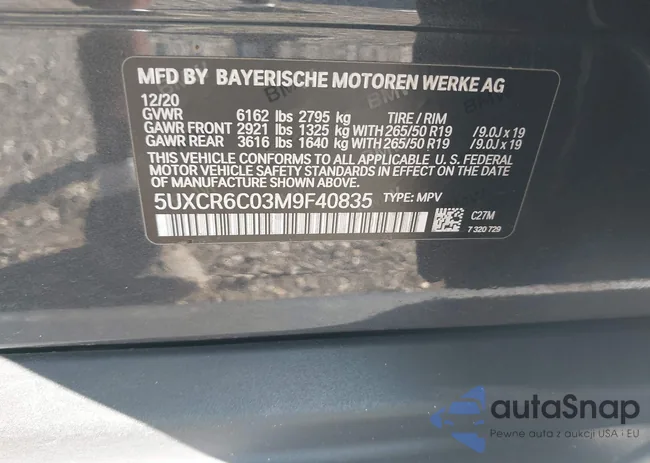 MFD BY BAYERISCHE MOTOREN WERKE AG
12/20
GVWR 6162 lbs 2795 kg TIRE / RIM
GAWR FRONT 2921 lbs 1325 kg WITH 265/50 R19 /9.0J x 19
GAWR REAR 3616 lbs 1640 kg WITH 265/50 R19 /9.0J x 19
THIS VEHICLE CONFORMS TO ALL APPLICABLE U. S. FEDERAL
MOTOR VEHICLE SAFETY STANDARDS IN EFFECT ON THE
DATE OF MANUFACTURE SHOWN ABOVE.
5UXCR6C03M9F40835 TYPE: MPV
C27M
7 320 729
autaSnap
Pewne auta z aukcji USA i EU